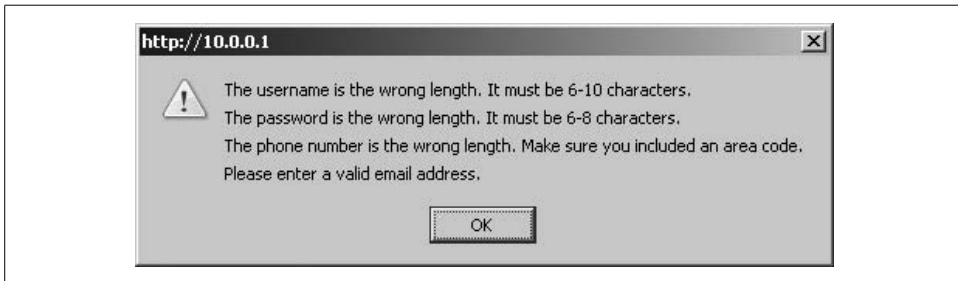 http://10.0.0.1
The username is the wrong length. It must be 6-10 characters.
The password is the wrong length. It must be 6-8 characters.
The phone number is the wrong length. Make sure you included an area code.
Please enter a valid email address.
OK